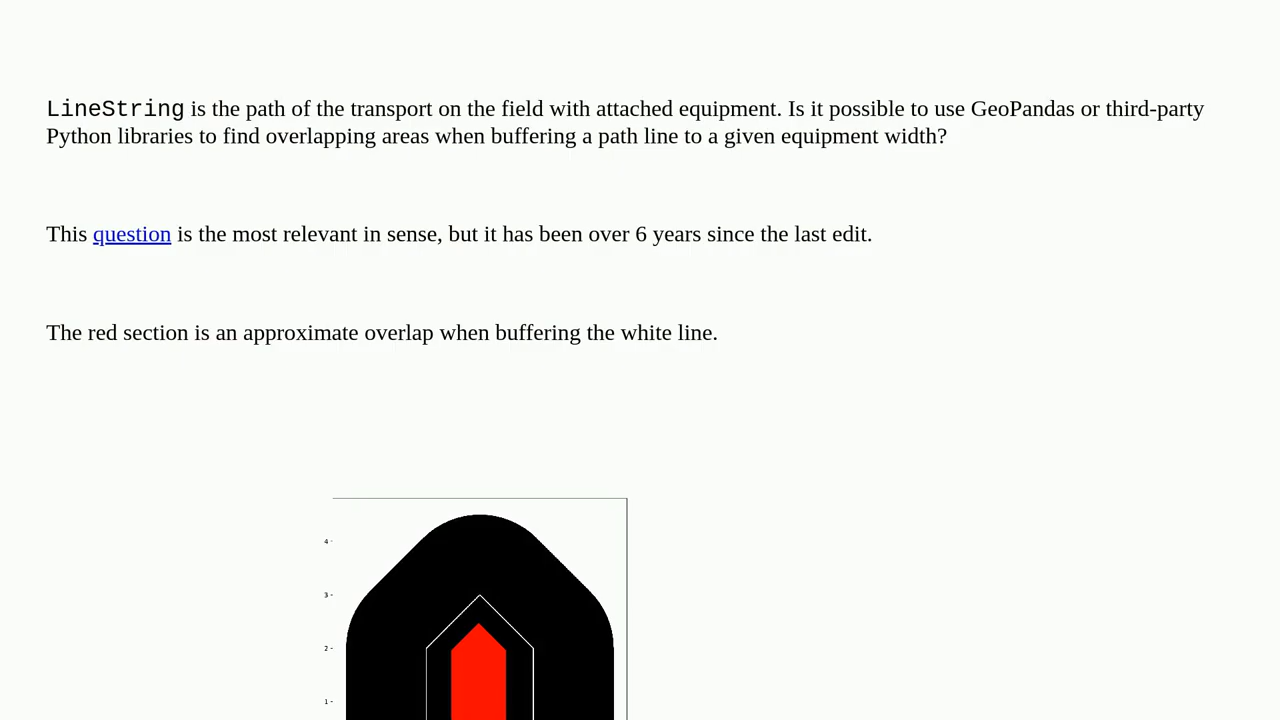 LineString is the path of the transport on the field with attached equipment. Is it possible to use GeoPandas or third-party
Python libraries to find overlapping areas when buffering a path line to a given equipment width?
This question is the most relevant in sense, but it has been over 6 years since the last edit.
The red section is an approximate overlap when buffering the white line.
4
3
2
1